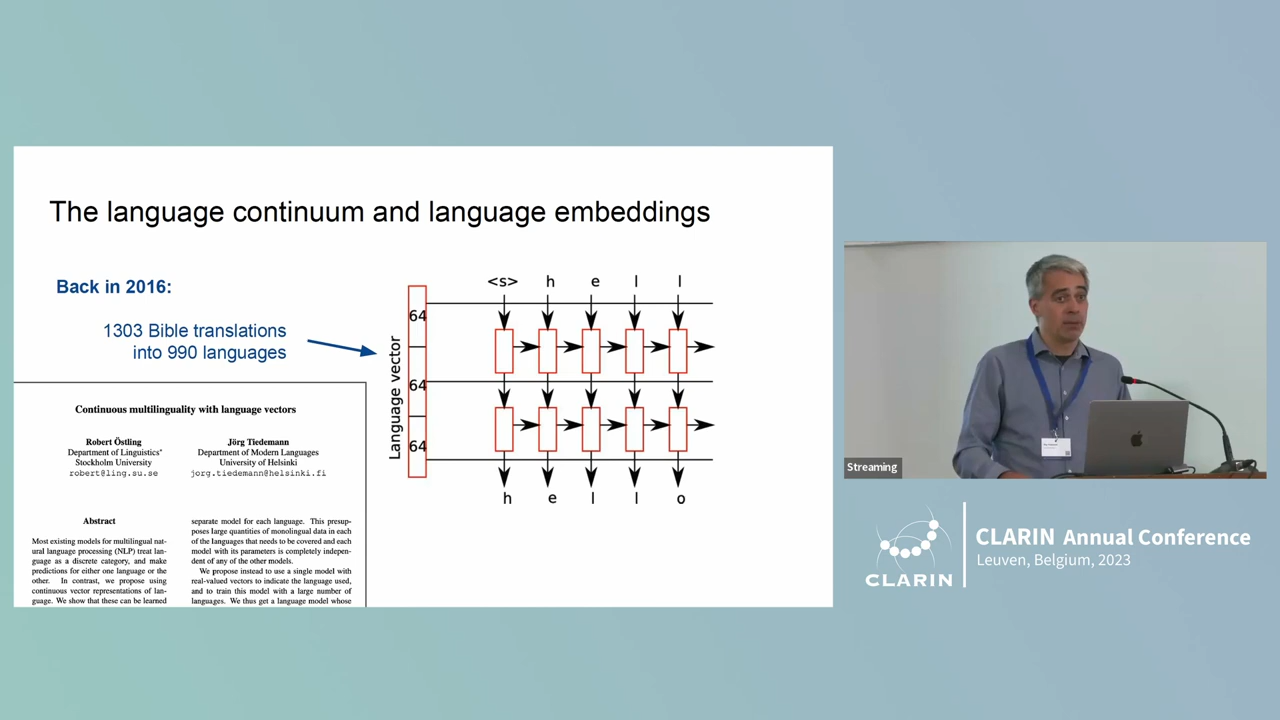 The language continuum and language embeddings
Back in 2016:
1303 Bible translations
into 990 languages
Language vector
64
64
64
<s> h e l l
h e l l o
Continuous multilinguality with language vectors
Robert Östling
Department of Linguistics*
Stockholm University
robert@ling.su.se
Jörg Tiedemann
Department of Modern Languages
University of Helsinki
jorg.tiedemann@helsinki.fi
Abstract
Most existing models for multilingual nat-
ural language processing (NLP) treat lan-
guage as a discrete category, and make
predictions for either one language or the
other. In contrast, we propose using
continuous vector representations of lan-
guage. We show that these can be learned
separate model for each language. This presup-
poses large quantities of monolingual data in each
of the languages that needs to be covered and each
model with its parameters is completely indepen-
dent of any of the other models.
We propose instead to use a single model with
real-valued vectors to indicate the language used,
and to train this model with a large number of
languages. We thus get a language model whose
Streaming
CLARIN
CLARIN Annual Conference
Leuven, Belgium, 2023